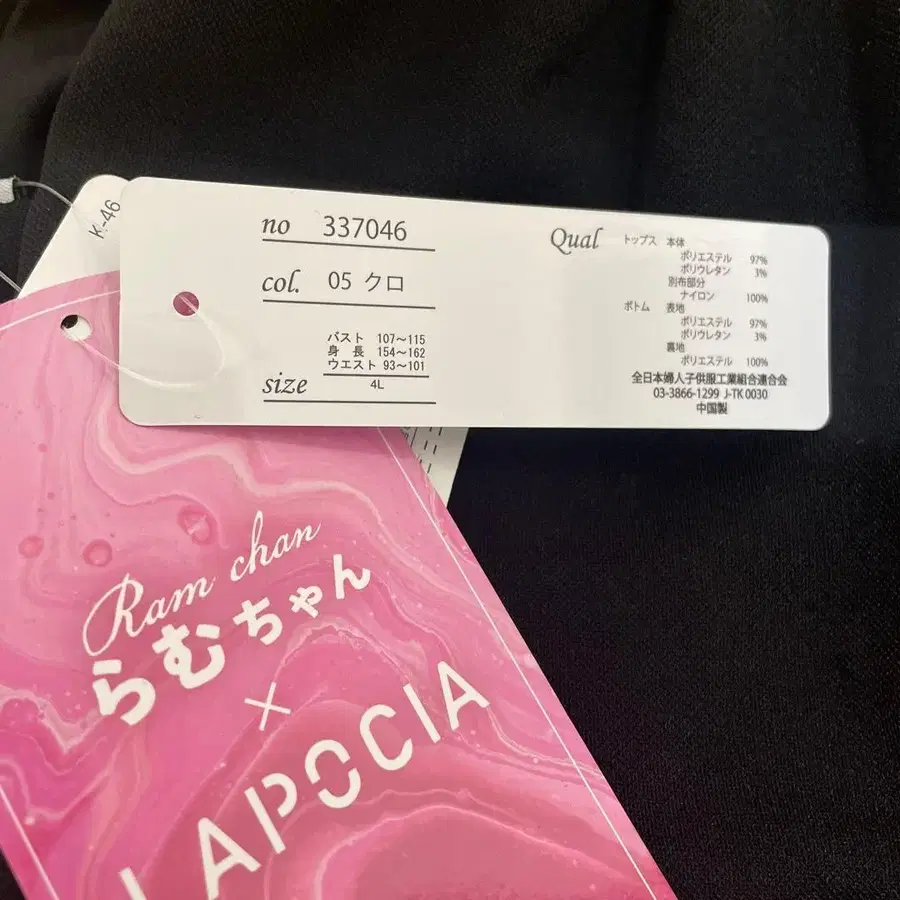 K-46
no 337046
col. 05 クロ
バスト 107〜115
身長 154〜162
ウエスト 93〜101
size 4L
Qual トップス 本体
ポリエステル 97%
ポリウレタン 3%
別布部分
ナイロン 100%
ボトム 表地
ポリエステル 97%
ポリウレタン 3%
裏地
ポリエステル 100%
全日本婦人子供服工業組合連合会
03-3866-1299 J-TK 0030
中国製
Ram chan
らむちゃん
×
LAPOCIA